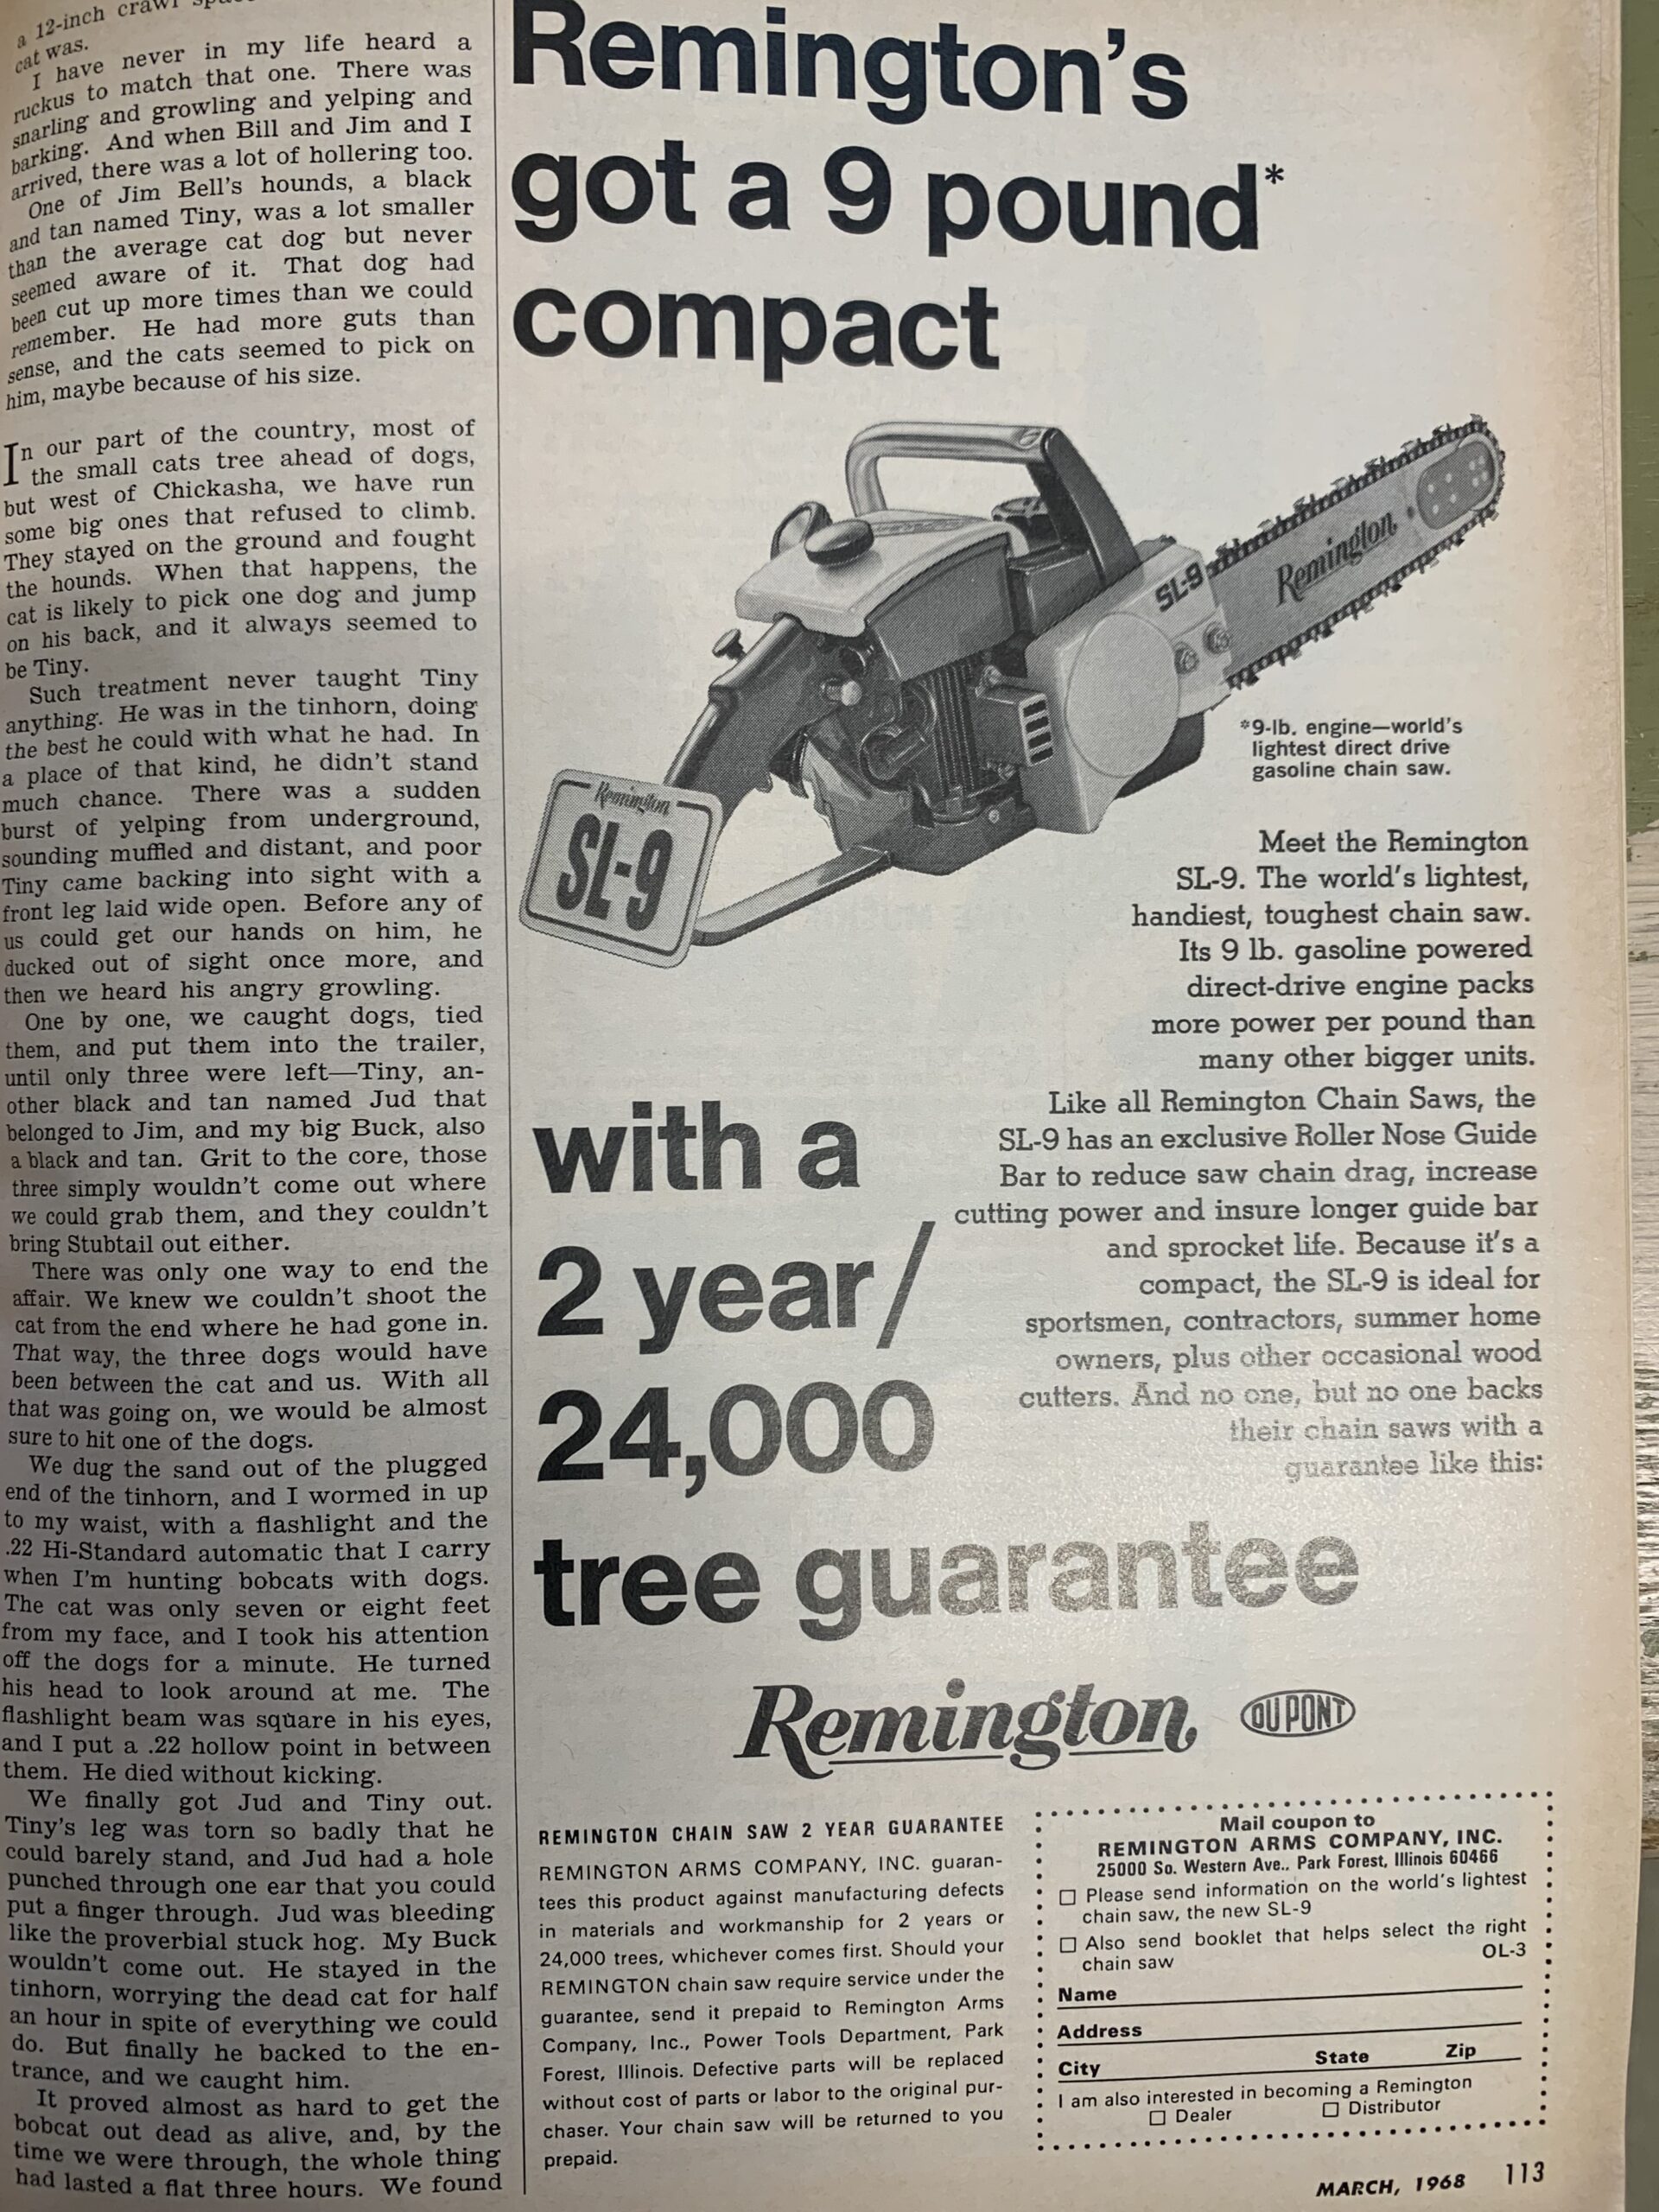 a 12-inch crawl
cat was.
I have never in my life heard a
ruckus to match that one. There was
snarling and growling and yelping and
barking. And when Bill and Jim and I
arrived, there was a lot of hollering too.
One of Jim Bell's hounds, a black
and tan named Tiny, was a lot smaller
than the average cat dog but never
seemed aware of it. That dog had
been cut up more times than we could
remember. He had more guts than
sense, and the cats seemed to pick on
him, maybe because of his size.
In our part of the country, most of
the small cats tree ahead of dogs,
but west of Chickasha, we have run
some big ones that refused to climb.
They stayed on the ground and fought
the hounds. When that happens, the
cat is likely to pick one dog and jump
on his back, and it always seemed to
be Tiny.
Such treatment never taught Tiny
anything. He was in the tinhorn, doing
the best he could with what he had. In
a place of that kind, he didn't stand
much chance. There was a sudden
burst of yelping from underground,
sounding muffled and distant, and poor
Tiny came backing into sight with a
front leg laid wide open. Before any of
us could get our hands on him, he
ducked out of sight once more, and
then we heard his angry growling.
One by one, we caught dogs, tied
them, and put them into the trailer,
until only three were left—Tiny, an-
other black and tan named Jud that
belonged to Jim, and my big Buck, also
a black and tan. Grit to the core, those
three simply wouldn't come out where
we could grab them, and they couldn't
bring Stubtail out either.
There was only one way to end the
affair. We knew we couldn't shoot the
cat from the end where he had gone in.
That way, the three dogs would have
been between the cat and us. With all
that was going on, we would be almost
sure to hit one of the dogs.
We dug the sand out of the plugged
end of the tinhorn, and I wormed in up
to my waist, with a flashlight and the
.22 Hi-Standard automatic that I carry
when I'm hunting bobcats with dogs.
The cat was only seven or eight feet
from my face, and I took his attention
off the dogs for a minute. He turned
his head to look around at me. The
flashlight beam was square in his eyes,
and I put a .22 hollow point in between
them. He died without kicking.
We finally got Jud and Tiny out.
Tiny's leg was torn so badly that he
could barely stand, and Jud had a hole
punched through one ear that you could
put a finger through. Jud was bleeding
like the proverbial stuck hog. My Buck
wouldn't come out. He stayed in the
tinhorn, worrying the dead cat for half
an hour in spite of everything we could
do. But finally he backed to the en-
trance, and we caught him.
It proved almost as hard to get the
bobcat out dead as alive, and, by the
time we were through, the whole thing
had lasted a flat three hours. We found
Remington's
got a 9 pound*
compact
Remington
SL-9
Remington
SL-9
*9-lb. engine—world's
lightest direct drive
gasoline chain saw.
Meet the Remington
SL-9. The world's lightest,
handiest, toughest chain saw.
Its 9 lb. gasoline powered
direct-drive engine packs
more power per pound than
many other bigger units.
Like all Remington Chain Saws, the
SL-9 has an exclusive Roller Nose Guide
Bar to reduce saw chain drag, increase
cutting power and insure longer guide bar
and sprocket life. Because it's a
compact, the SL-9 is ideal for
sportsmen, contractors, summer home
owners, plus other occasional wood
cutters. And no one, but no one backs
their chain saws with a
guarantee like this:
with a
2 year/
24,000
tree guarantee
Remington
DU PONT
REMINGTON CHAIN SAW 2 YEAR GUARANTEE
REMINGTON ARMS COMPANY, INC. guaran-
tees this product against manufacturing defects
in materials and workmanship for 2 years or
24,000 trees, whichever comes first. Should your
REMINGTON chain saw require service under the
guarantee, send it prepaid to Remington Arms
Company, Inc., Power Tools Department, Park
Forest, Illinois. Defective parts will be replaced
without cost of parts or labor to the original pur-
chaser. Your chain saw will be returned to you
prepaid.
Mail coupon to
REMINGTON ARMS COMPANY, INC.
25000 So. Western Ave., Park Forest, Illinois 60466
☐ Please send information on the world's lightest
chain saw, the new SL-9
☐ Also send booklet that helps select the right
chain saw OL-3
Name
Address
City State Zip
I am also interested in becoming a Remington
☐ Dealer ☐ Distributor
MARCH, 1968 113